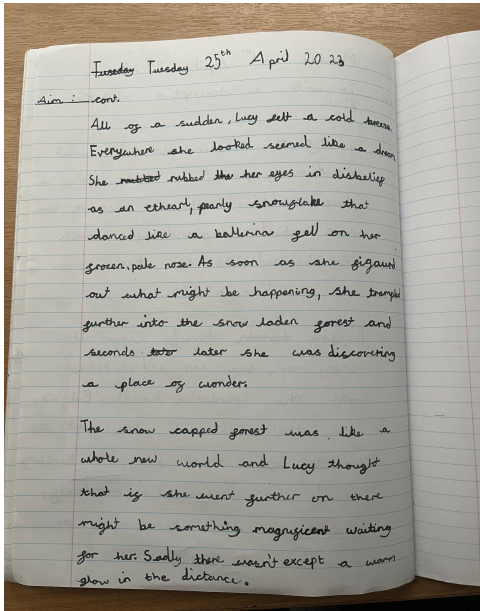 Tuesday Tuesday 25th April 2023
Aim: cont.
All of a sudden, Lucy felt a cold breeze.
Everywhere she looked seemed like a dream
She rubbed rubbed the her eyes in disbelief
as an ethearl, pearly snowflake that
danced like a ballerina fell on her
frozen, pale nose. As soon as she figaurd
out what might be happening, she trampled
further into the snow laden forest and
seconds later she was discovering
a place of wonder.
The snow capped forest was like a
whole new world and Lucy thought
that if she went further on there
might be something magnificent waiting
for her. Sadly there wasn't except a warm
glow in the dictance.